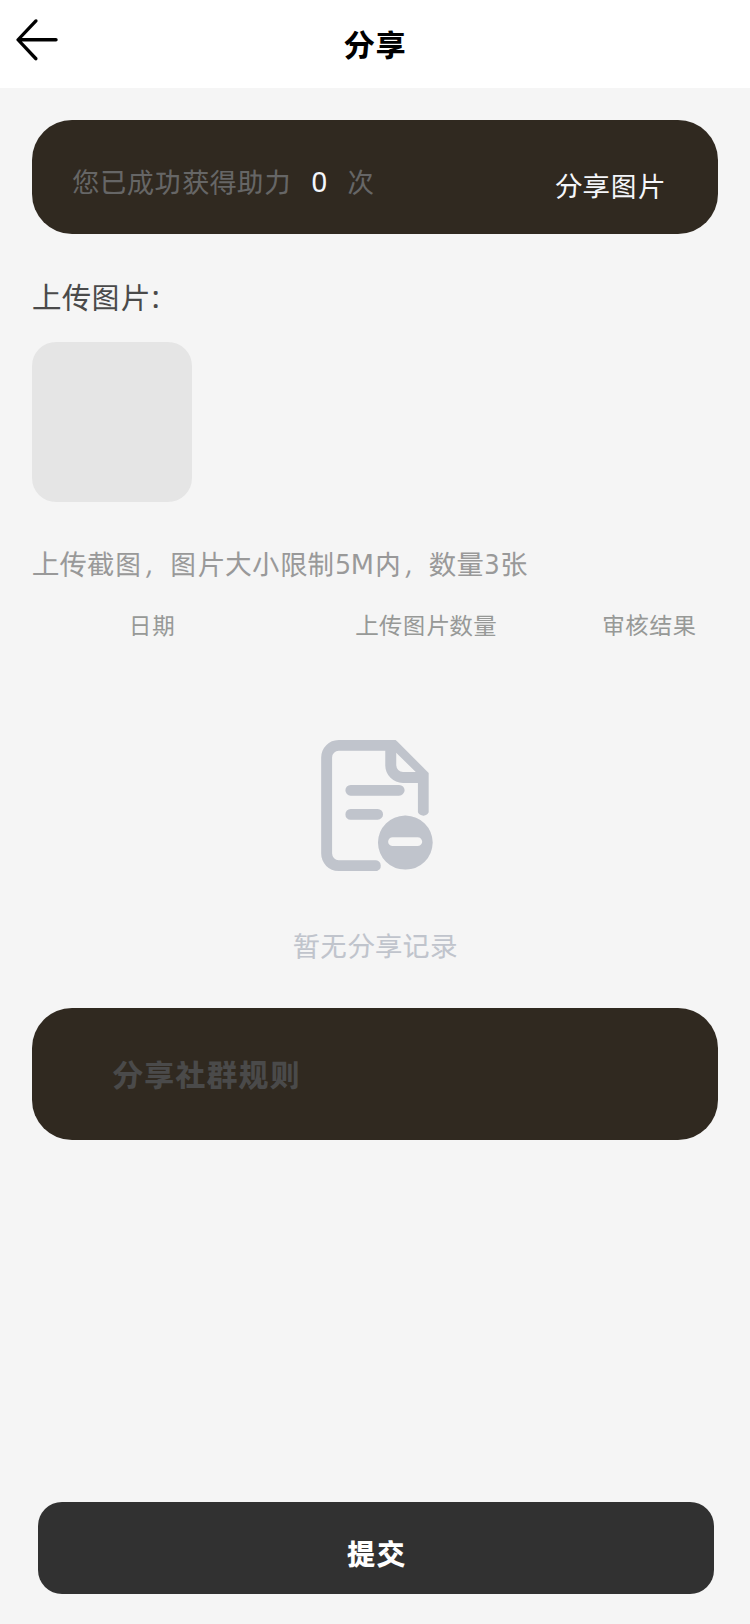 分享
您已成功获得助力 0 次 分享图片
上传图片：
上传截图，图片大小限制5M内，数量3张
日期 上传图片数量 审核结果
暂无分享记录
分享社群规则
提交